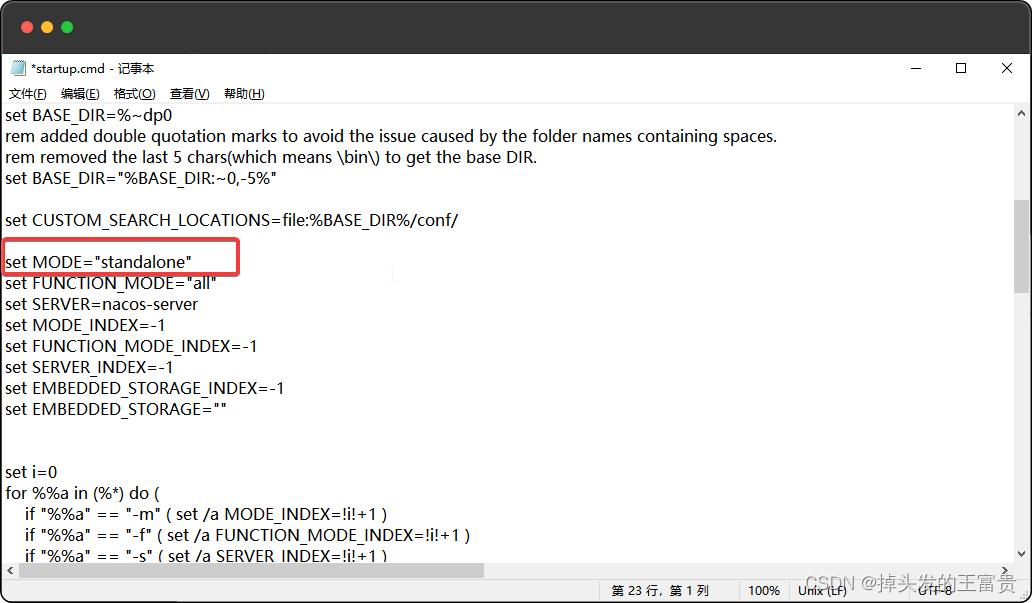 *startup.cmd - 记事本
文件(F) 编辑(E) 格式(O) 查看(V) 帮助(H)
set BASE_DIR=%~dp0
rem added double quotation marks to avoid the issue caused by the folder names containing spaces.
rem removed the last 5 chars(which means \bin\) to get the base DIR.
set BASE_DIR="%BASE_DIR:~0,-5%"
set CUSTOM_SEARCH_LOCATIONS=file:%BASE_DIR%/conf/
set MODE="standalone"
set FUNCTION_MODE="all"
set SERVER=nacos-server
set MODE_INDEX=-1
set FUNCTION_MODE_INDEX=-1
set SERVER_INDEX=-1
set EMBEDDED_STORAGE_INDEX=-1
set EMBEDDED_STORAGE=""
set i=0
for %%a in (%*) do (
if "%%a" == "-m" ( set /a MODE_INDEX=!i!+1 )
if "%%a" == "-f" ( set /a FUNCTION_MODE_INDEX=!i!+1 )
if "%%a" == "-s" ( set /a SERVER_INDEX=!i!+1 )
第 23 行，第 1 列 100% Unix (LF) UTF-8
CSDN @掉头发的王富贵